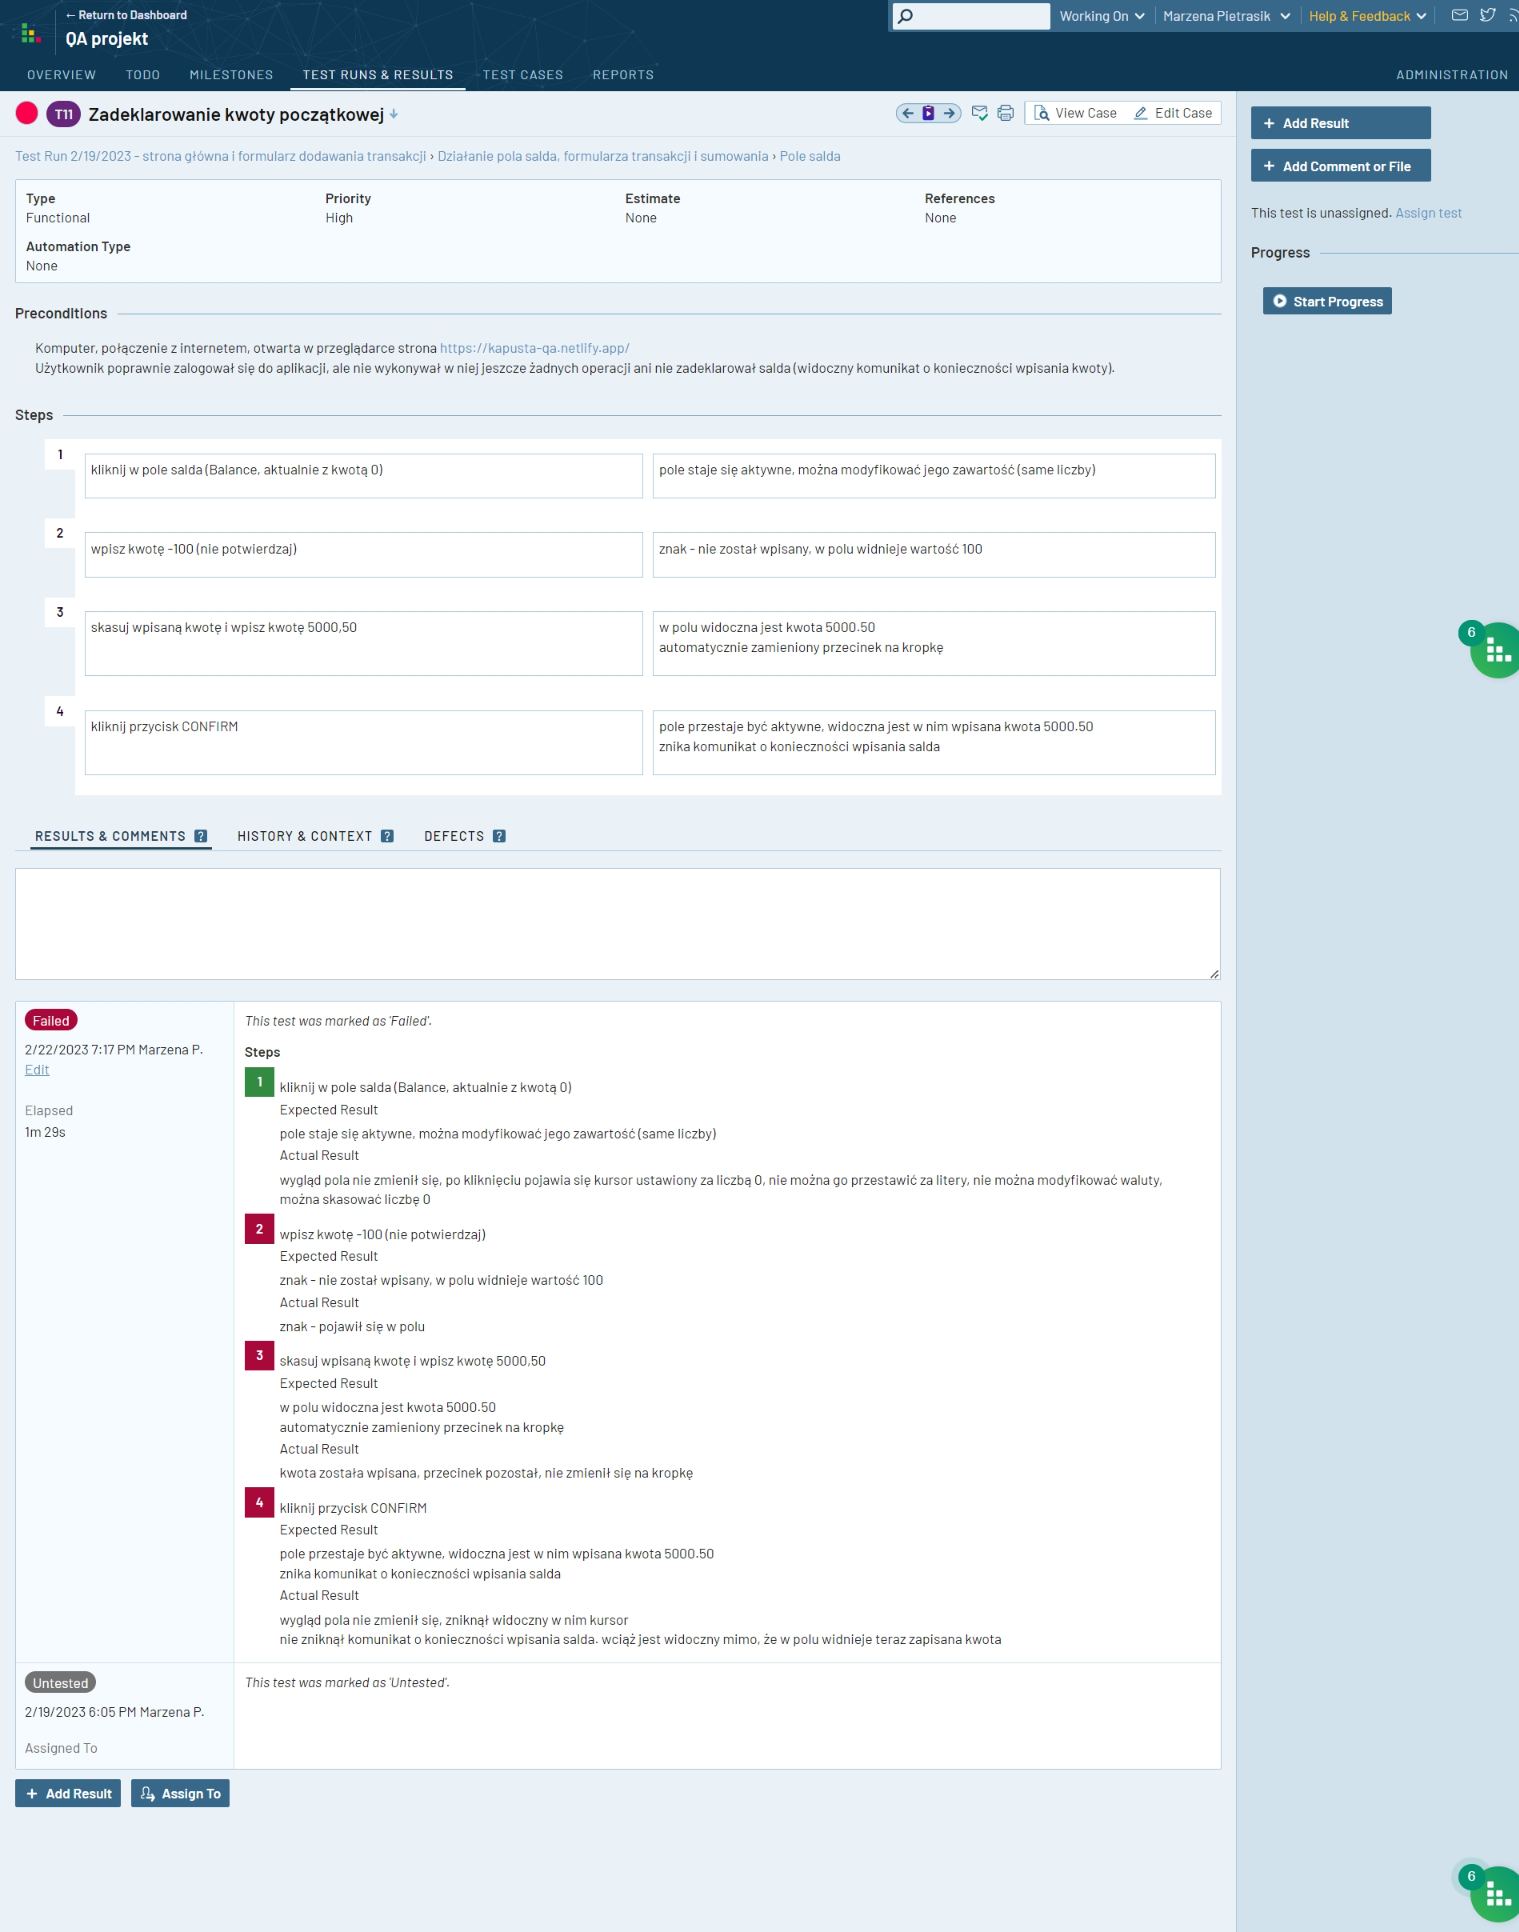 ← Return to Dashboard
QA projekt
Working On
Marzena Pietrasik
Help & Feedback
OVERVIEW
TODO
MILESTONES
TEST RUNS & RESULTS
TEST CASES
REPORTS
ADMINISTRATION
T11
Zadeklarowanie kwoty początkowej
View Case
Edit Case
Test Run 2/19/2023 - strona główna i formularz dodawania transakcji › Działanie pola salda, formularza transakcji i sumowania › Pole salda
+ Add Result
+ Add Comment or File
This test is unassigned. Assign test
Progress
Start Progress
Type
Functional
Priority
High
Estimate
None
References
None
Automation Type
None
Preconditions
Komputer, połączenie z internetem, otwarta w przeglądarce strona https://kapusta-qa.netlify.app/
Użytkownik poprawnie zalogował się do aplikacji, ale nie wykonywał w niej jeszcze żadnych operacji ani nie zadeklarował salda (widoczny komunikat o konieczności wpisania kwoty).
Steps
1
kliknij w pole salda (Balance, aktualnie z kwotą 0)
pole staje się aktywne, można modyfikować jego zawartość (same liczby)
2
wpisz kwotę -100 (nie potwierdzaj)
znak - nie został wpisany, w polu widnieje wartość 100
3
skasuj wpisaną kwotę i wpisz kwotę 5000,50
w polu widoczna jest kwota 5000.50
automatycznie zamieniony przecinek na kropkę
6
4
kliknij przycisk CONFIRM
pole przestaje być aktywne, widoczna jest w nim wpisana kwota 5000.50
znika komunikat o konieczności wpisania salda
RESULTS & COMMENTS ?
HISTORY & CONTEXT ?
DEFECTS ?
Failed
2/22/2023 7:17 PM Marzena P.
Edit
Elapsed
1m 29s
This test was marked as 'Failed'.
Steps
1
kliknij w pole salda (Balance, aktualnie z kwotą 0)
Expected Result
pole staje się aktywne, można modyfikować jego zawartość (same liczby)
Actual Result
wygląd pola nie zmienił się, po kliknięciu pojawia się kursor ustawiony za liczbą 0, nie można go przestawić za litery, nie można modyfikować waluty,
można skasować liczbę 0
2
wpisz kwotę -100 (nie potwierdzaj)
Expected Result
znak - nie został wpisany, w polu widnieje wartość 100
Actual Result
znak - pojawił się w polu
3
skasuj wpisaną kwotę i wpisz kwotę 5000,50
Expected Result
w polu widoczna jest kwota 5000.50
automatycznie zamieniony przecinek na kropkę
Actual Result
kwota została wpisana, przecinek pozostał, nie zmienił się na kropkę
4
kliknij przycisk CONFIRM
Expected Result
pole przestaje być aktywne, widoczna jest w nim wpisana kwota 5000.50
znika komunikat o konieczności wpisania salda
Actual Result
wygląd pola nie zmienił się, zniknął widoczny w nim kursor
nie zniknął komunikat o konieczności wpisania salda. wciąż jest widoczny mimo, że w polu widnieje teraz zapisana kwota
Untested
2/19/2023 6:05 PM Marzena P.
Assigned To
This test was marked as 'Untested'.
+ Add Result
Assign To
6